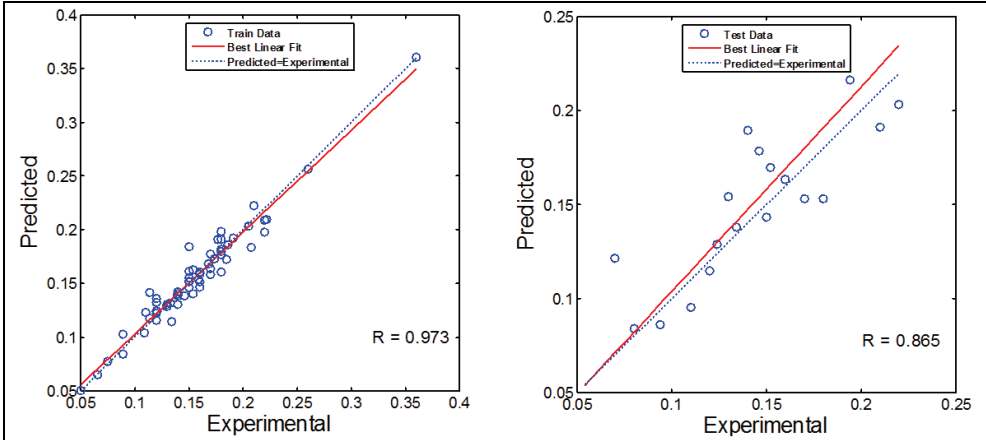 0.4
0.35
0.3
0.25
0.2
0.15
0.1
0.05
Predicted
Train Data
Best Linear Fit
Predicted=Experimental
R = 0.973
0.05 0.1 0.15 0.2 0.25 0.3 0.35 0.4
Experimental
0.25
0.2
0.15
0.1
0.05
Predicted
Test Data
Best Linear Fit
Predicted=Experimental
R = 0.865
0.05 0.1 0.15 0.2 0.25
Experimental